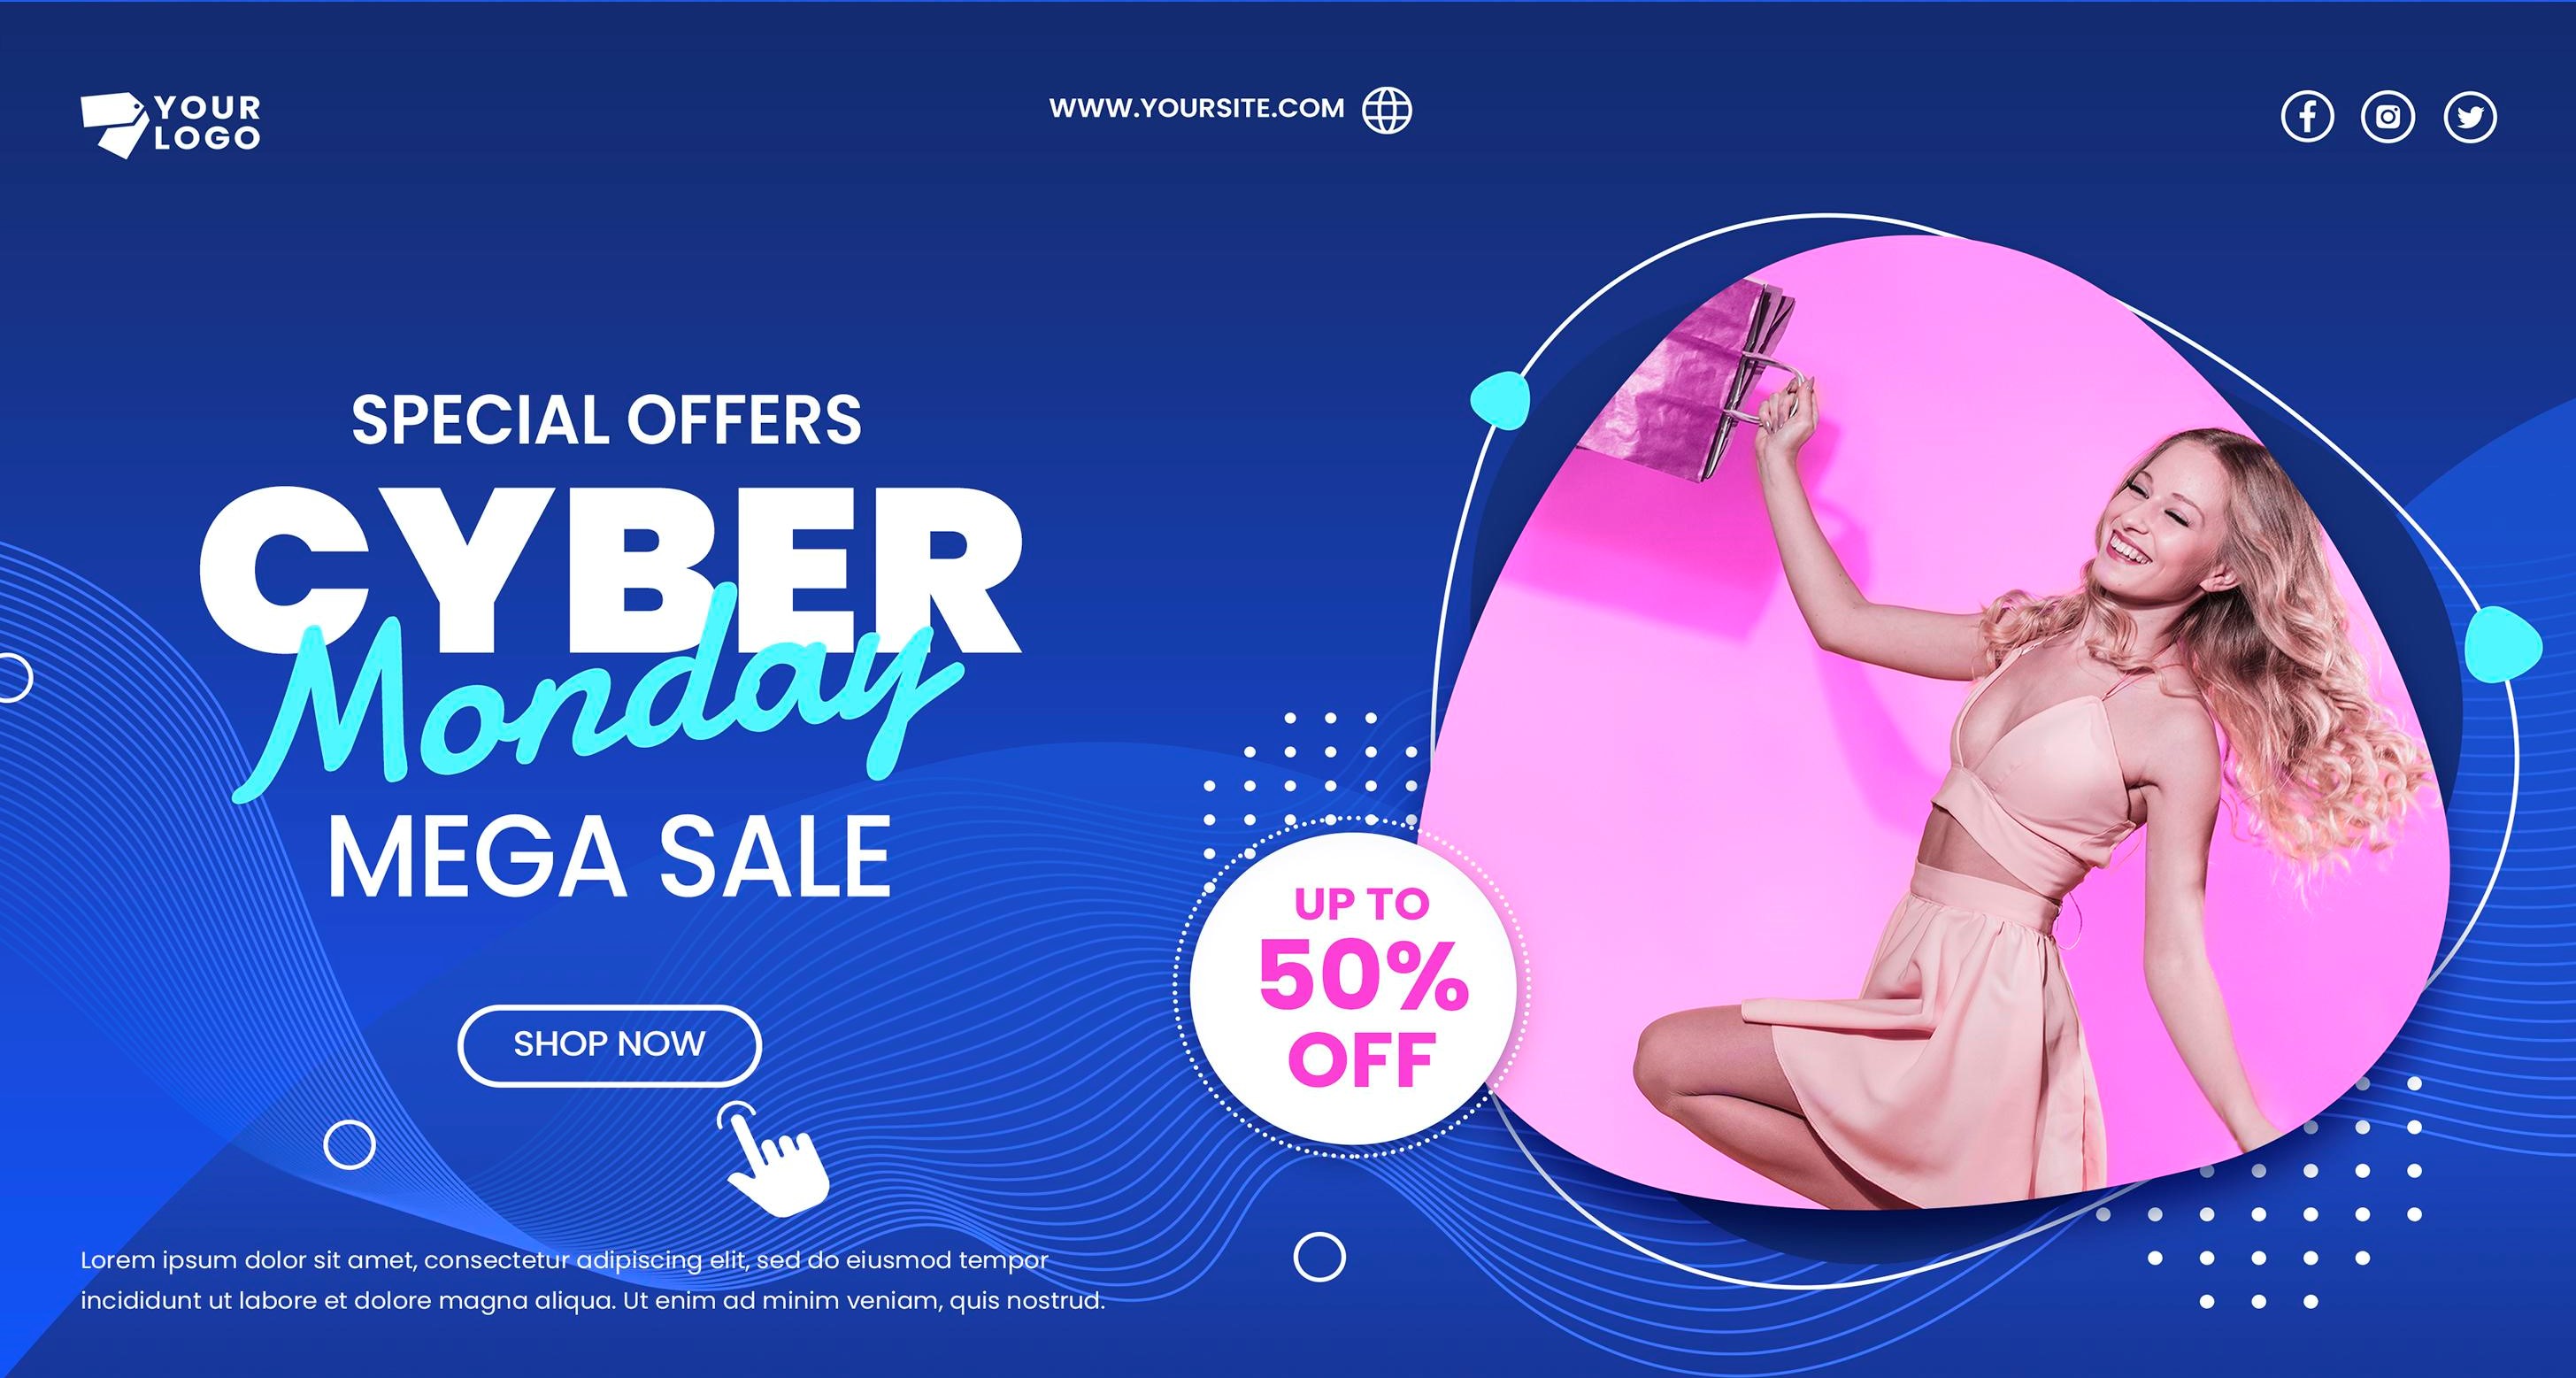 YOUR
LOGO
WWW.YOURSITE.COM
SPECIAL OFFERS
CYBER
Monday
MEGA SALE
SHOP NOW
UP TO
50%
OFF
Lorem ipsum dolor sit amet, consectetur adipiscing elit, sed do eiusmod tempor
incididunt ut labore et dolore magna aliqua. Ut enim ad minim veniam, quis nostrud.